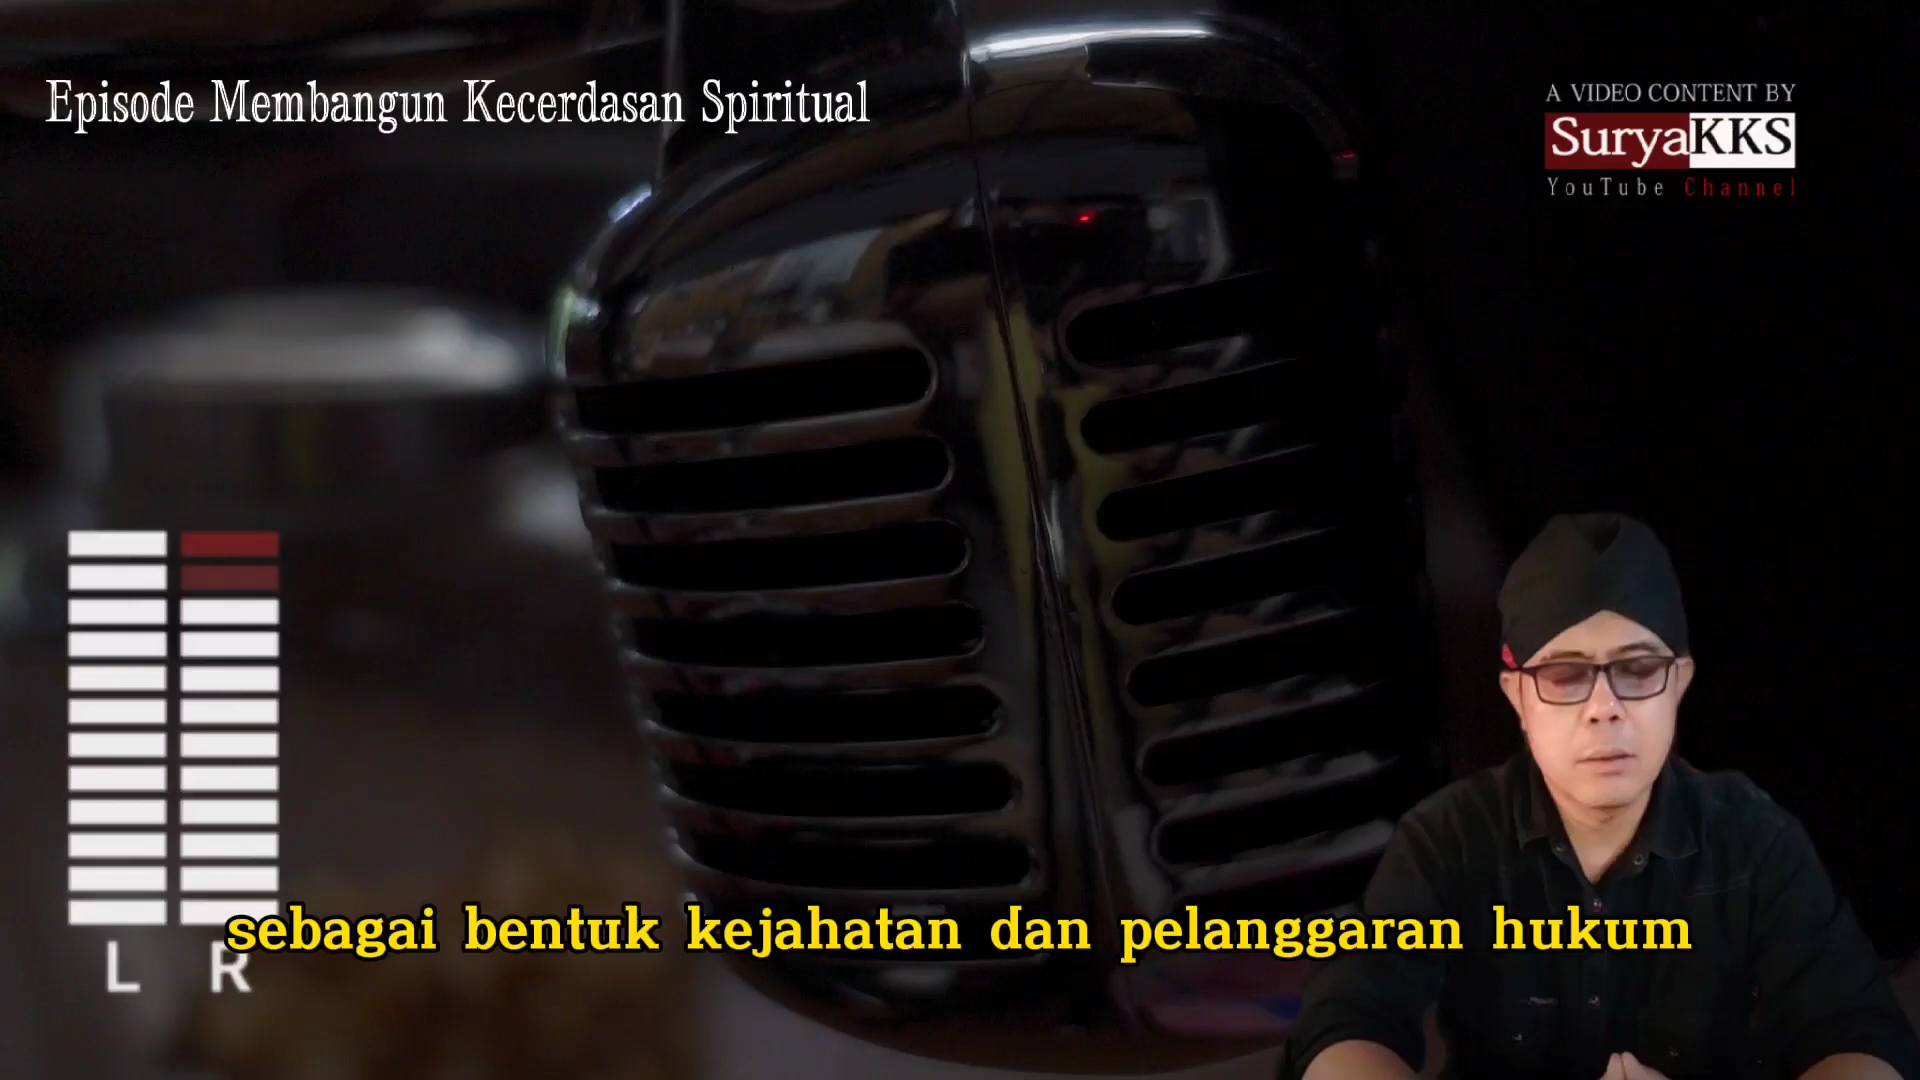 Episode Membangun Kecerdasan Spiritual
A VIDEO CONTENT BY
SuryaKKS
YouTube Channel
sebagai bentuk kejahatan dan pelanggaran hukum
L R